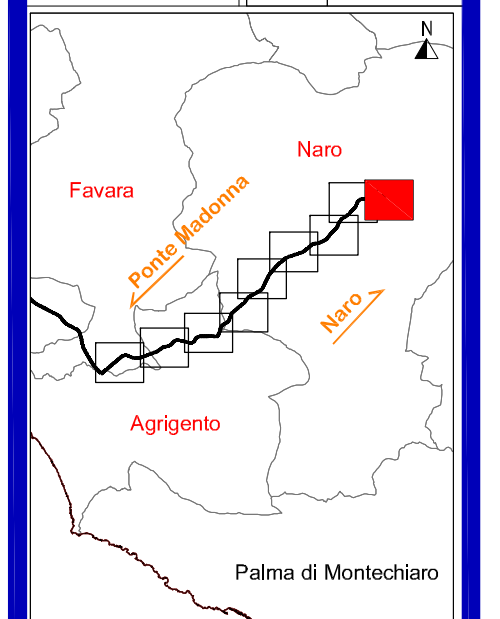 N
Naro
Favara
Ponte Madonna
Naro
Agrigento
Palma di Montechiaro